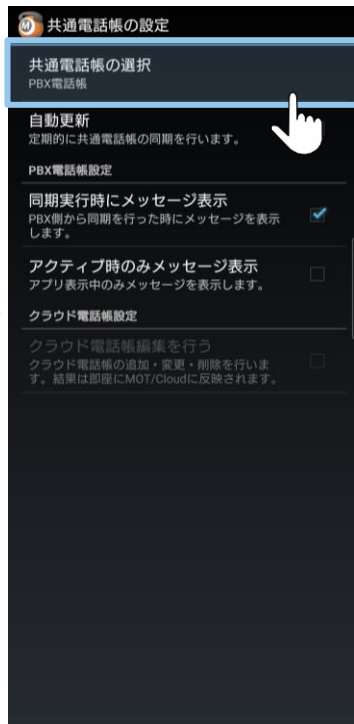 共通電話帳の設定
共通電話帳の選択
PBX電話帳
自動更新
定期的に共通電話帳の同期を行います。
PBX電話帳設定
同期実行時にメッセージ表示
PBX側から同期を行った時にメッセージを表示
します。
アクティブ時のみメッセージ表示
アプリ表示中のみメッセージを表示します。
クラウド電話帳設定
クラウド電話帳編集を行う
クラウド電話帳の追加・変更・削除を行いま
す。結果は即座にMOT/Cloudに反映されます。